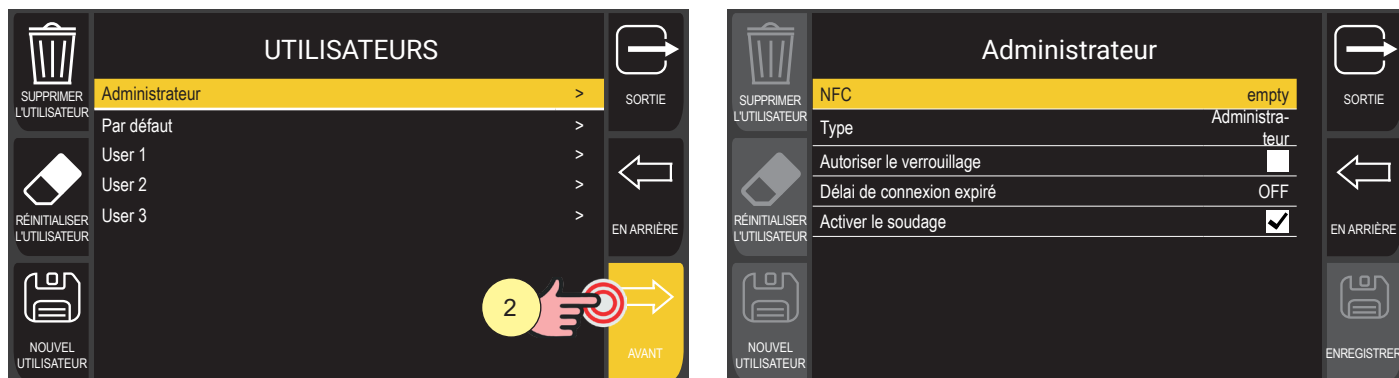 UTILISATEURS
SUPPRIMER
L'UTILISATEUR
Administrateur >
Par défaut >
User 1 >
User 2 >
User 3 >
SORTIE
RÉINITIALISER
L'UTILISATEUR
EN ARRIÈRE
NOUVEL
UTILISATEUR
2
AVANT
Administrateur
SUPPRIMER
L'UTILISATEUR
NFC empty
Type Administra-
teur
Autoriser le verrouillage
Délai de connexion expiré OFF
Activer le soudage
SORTIE
RÉINITIALISER
L'UTILISATEUR
EN ARRIÈRE
NOUVEL
UTILISATEUR
ENREGISTRER